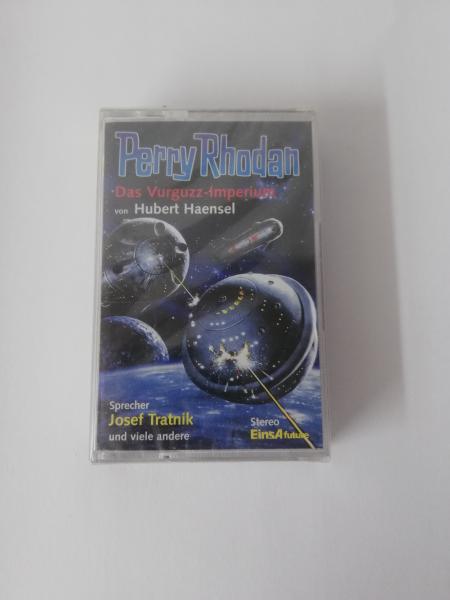 Perry Rhodan
Das Vurguzz-Imperium
von Hubert Haensel
Sprecher
Josef Tratnik
und viele andere
Stereo
EinsA future